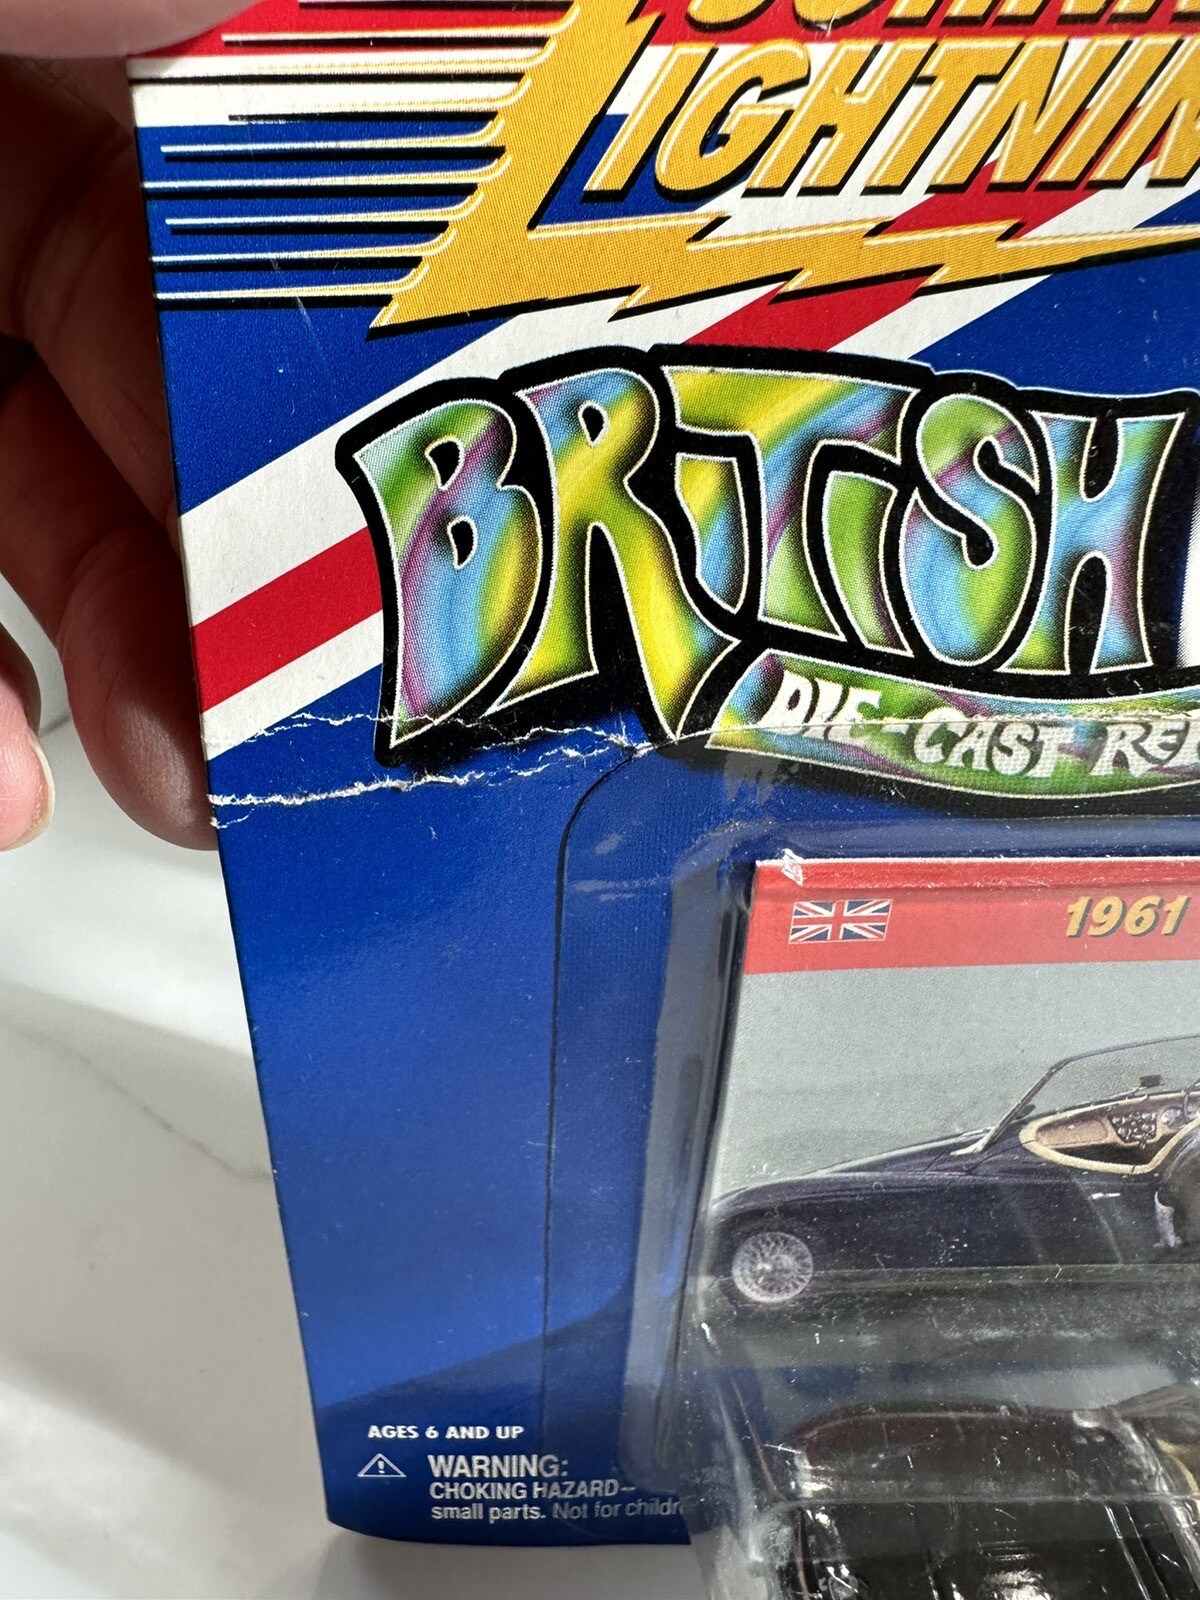 LIGHTNIN
BRITISH
DIE-CAST RE
1961
AGES 6 AND UP
WARNING:
CHOKING HAZARD–
small parts. Not for childre